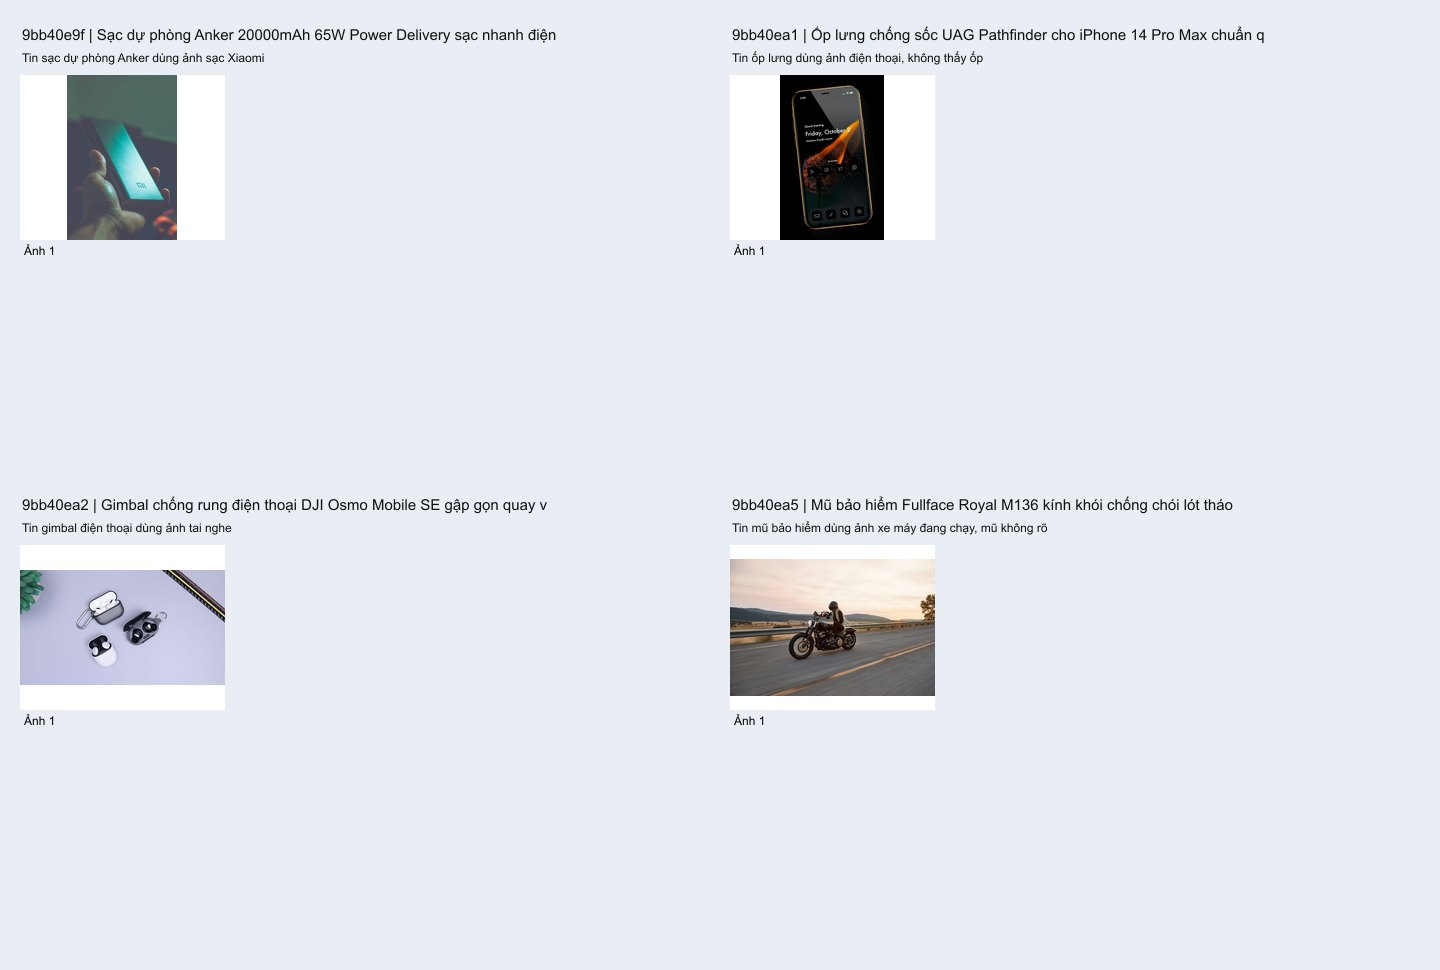 9bb40e9f | Sạc dự phòng Anker 20000mAh 65W Power Delivery sạc nhanh điện
Tin sạc dự phòng Anker dùng ảnh sạc Xiaomi
mi
Ảnh 1
9bb40ea1 | Ốp lưng chống sốc UAG Pathfinder cho iPhone 14 Pro Max chuẩn q
Tin ốp lưng dùng ảnh điện thoại, không thấy ốp
Good morning
Friday, October
Ảnh 1
9bb40ea2 | Gimbal chống rung điện thoại DJI Osmo Mobile SE gập gọn quay v
Tin gimbal điện thoại dùng ảnh tai nghe
Ảnh 1
9bb40ea5 | Mũ bảo hiểm Fullface Royal M136 kính khói chống chói lót tháo
Tin mũ bảo hiểm dùng ảnh xe máy đang chạy, mũ không rõ
Ảnh 1